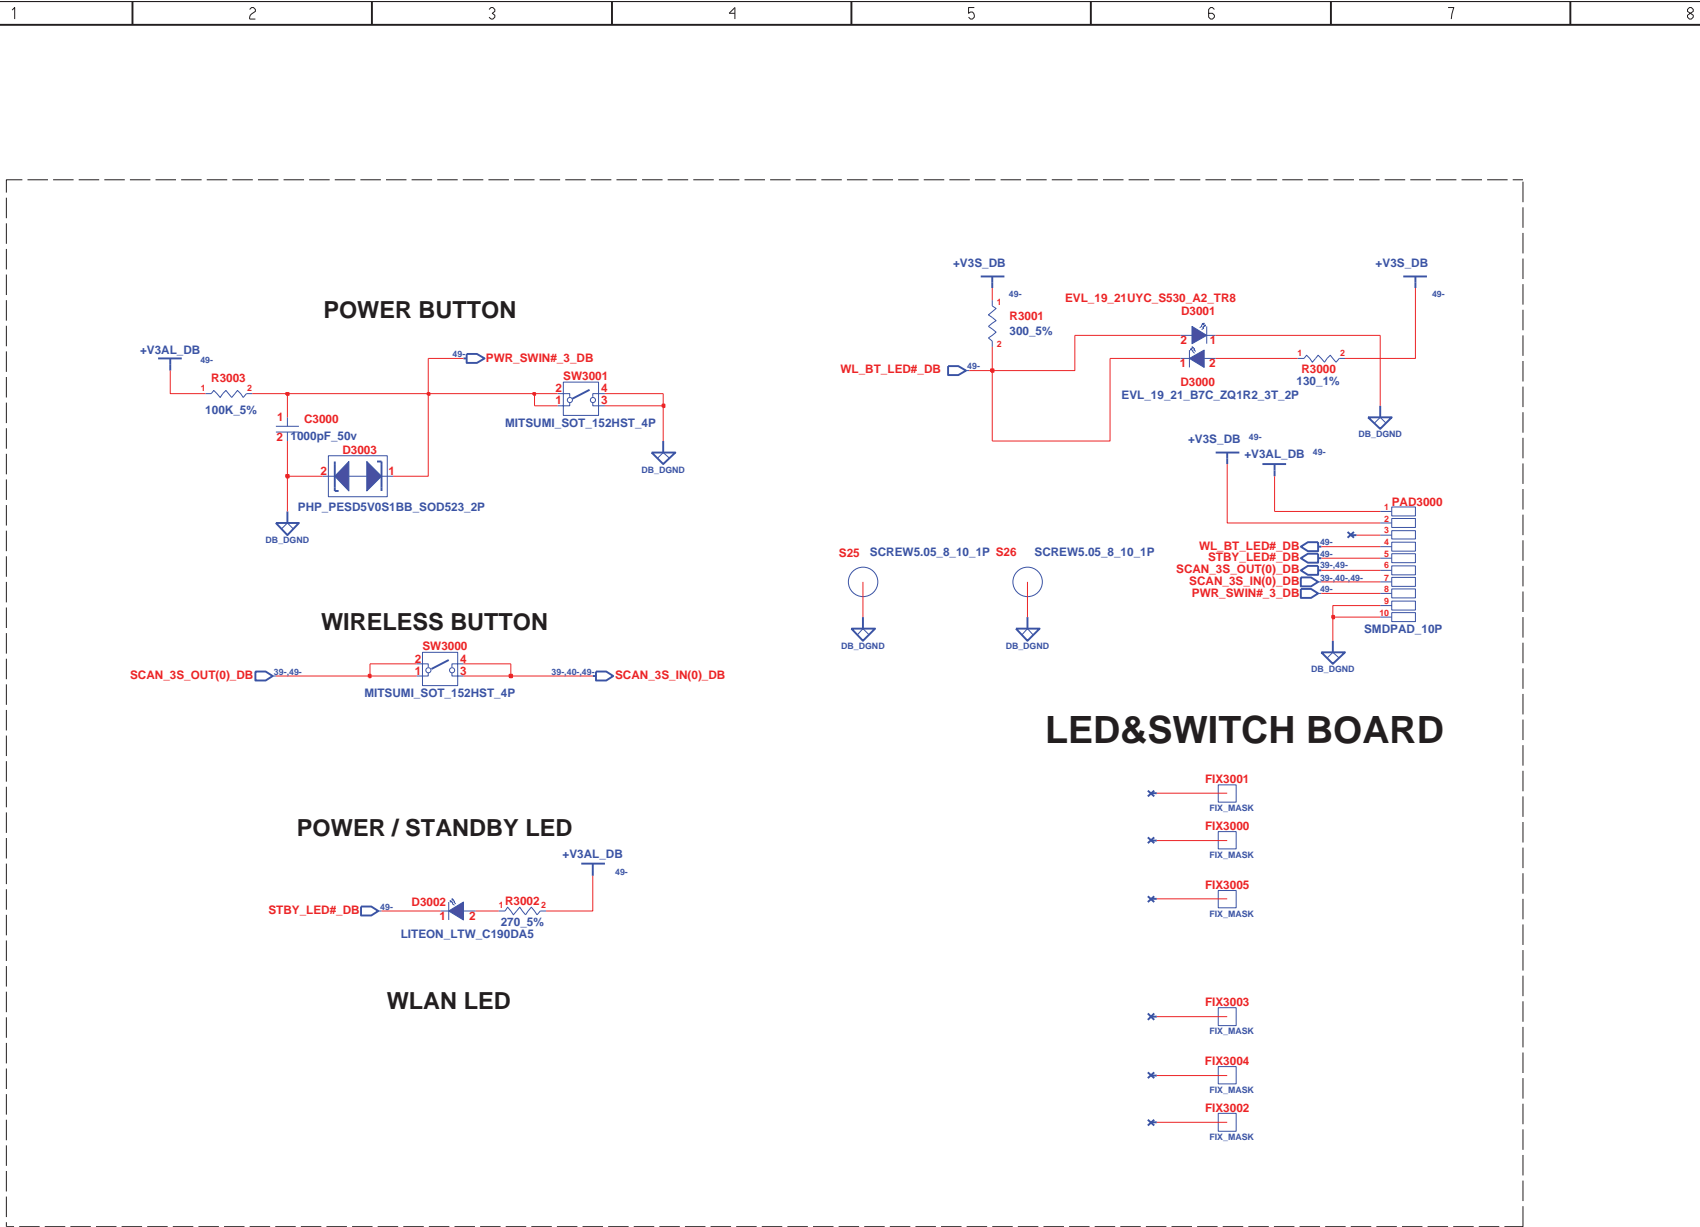 1 2 3 4 5 6 7 8
POWER BUTTON
+V3AL_DB
49-
R3003
1 2
100K_5%
C3000
1
2
1000pF_50v
D3003
2 1
PHP_PESD5V0S1BB_SOD523_2P
DB_DGND
49- PWR_SWIN#_3_DB
SW3001
2 4
1 3
MITSUMI_SOT_152HST_4P
DB_DGND
WIRELESS BUTTON
SW3000
SCAN_3S_OUT(0)_DB 39-,49-
2 4
1 3
39-,40-,49- SCAN_3S_IN(0)_DB
MITSUMI_SOT_152HST_4P
POWER / STANDBY LED
+V3AL_DB
49-
STBY_LED#_DB 49-
D3002
1 2
R3002
1 2
270_5%
LITEON_LTW_C190DA5
WLAN LED
+V3S_DB
49-
1
R3001
300_5%
2
WL_BT_LED#_DB 49-
EVL_19_21UYC_S530_A2_TR8
D3001
2 1
1 2
D3000
EVL_19_21_B7C_ZQ1R2_3T_2P
1 2
R3000
130_1%
+V3S_DB
49-
DB_DGND
+V3S_DB 49-
+V3AL_DB 49-
PAD3000
1
2
3
WL_BT_LED#_DB 49- 4
STBY_LED#_DB 49- 5
SCAN_3S_OUT(0)_DB 39-,49- 6
SCAN_3S_IN(0)_DB 39-,40-,49- 7
PWR_SWIN#_3_DB 49- 8
9
10
SMDPAD_10P
DB_DGND
S25 SCREW5.05_8_10_1P
DB_DGND
S26 SCREW5.05_8_10_1P
DB_DGND
LED&SWITCH BOARD
FIX3001
FIX_MASK
FIX3000
FIX_MASK
FIX3005
FIX_MASK
FIX3003
FIX_MASK
FIX3004
FIX_MASK
FIX3002
FIX_MASK